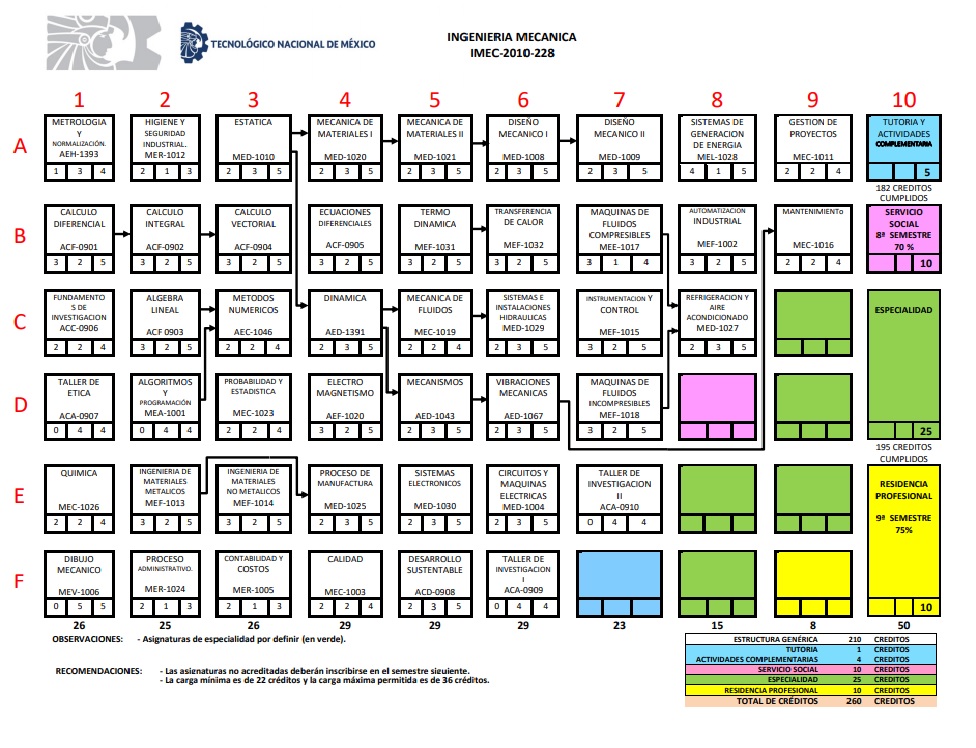 TECNOLÓGICO NACIONAL DE MÉXICO
INGENIERIA MECANICA
IMEC-2010-228
1 2 3 4 5 6 7 8 9 10
A
METROLOGIA
Y
NORMALIZACIÓN.
AEH-1393
1 3 4
HIGIENE Y
SEGURIDAD
INDUSTRIAL.
MER-1012
2 1 3
ESTATICA
MED-1010
2 3 5
MECANICA DE
MATERIALES I
MED-1020
2 3 5
MECANICA DE
MATERIALES II
MED-1021
2 3 5
DISEÑO
MECANICO I
MED-1008
2 3 5
DISEÑO
MECANICO II
MED-1009
2 3 5
SISTEMAS DE
GENERACION
DE ENERGIA
MEL-1028
4 1 5
GESTION DE
PROYECTOS
MEC-1011
2 2 4
TUTORIA Y
ACTIVIDADES
COMPLEMENTARIA
5
182 CREDITOS
CUMPLIDOS
B
CALCULO
DIFERENCIAL
ACF-0901
3 2 5
CALCULO
INTEGRAL
ACF-0902
3 2 5
CALCULO
VECTORIAL
ACF-0904
3 2 5
ECUACIONES
DIFERENCIALES
ACF-0905
3 2 5
TERMO
DINAMICA
MEF-1031
3 2 5
TRANSFERENCIA
DE CALOR
MEF-1032
3 2 5
MAQUINAS DE
FLUIDOS
COMPRESIBLES
MEE-1017
3 1 4
AUTOMATIZACION
INDUSTRIAL
MEF-1002
3 2 5
MANTENIMIENTO
MEC-1016
2 2 4
SERVICIO
SOCIAL
8ª SEMESTRE
70 %
10
C
FUNDAMENTO
S DE
INVESTIGACION
ACC-0906
2 2 4
ALGEBRA
LINEAL
ACF 0903
3 2 5
METODOS
NUMERICOS
AEC-1046
2 2 4
DINAMICA
AED-1391
2 3 5
MECANICA DE
FLUIDOS
MEC-1019
2 2 4
SISTEMAS E
INSTALACIONES
HIDRAULICAS
MED-1029
2 3 5
INSTRUMENTACION Y
CONTROL
MEF-1015
3 2 5
REFRIGERACION Y
AIRE
ACONDICIONADO
MED-1027
2 3 5
ESPECIALIDAD
25
195 CREDITOS
CUMPLIDOS
D
TALLER DE
ETICA
ACA-0907
0 4 4
ALGORITMOS
Y
PROGRAMACIÓN
MEA-1001
0 4 4
PROBABILIDAD Y
ESTADISTICA
MEC-1023
2 2 4
ELECTRO
MAGNETISMO
AEF-1020
3 2 5
MECANISMOS
AED-1043
2 3 5
VIBRACIONES
MECANICAS
AED-1067
2 3 5
MAQUINAS DE
FLUIDOS
INCOMPRESIBLES
MEF-1018
3 2 5
E
QUIMICA
MEC-1026
2 2 4
INGENIERIA DE
MATERIALES
METALICOS
MEF-1013
3 2 5
INGENIERIA DE
MATERIALES
NO METALICOS
MEF-1014
3 2 5
PROCESO DE
MANUFACTURA
MED-1025
2 3 5
SISTEMAS
ELECTRONICOS
MED-1030
2 3 5
CIRCUITOS Y
MAQUINAS
ELECTRICAS
MED-1004
2 3 5
TALLER DE
INVESTIGACION
II
ACA-0910
0 4 4
RESIDENCIA
PROFESIONAL
9ª SEMESTRE
75%
10
F
DIBUJO
MECANICO
MEV-1006
0 5 5
PROCESO
ADMINISTRATIVO.
MER-1024
2 1 3
CONTABILIDAD Y
COSTOS
MER-1005
2 1 3
CALIDAD
MEC-1003
2 2 4
DESARROLLO
SUSTENTABLE
ACD-0908
2 3 5
TALLER DE
INVESTIGACION
I
ACA-0909
0 4 4
26 25 26 29 29 29 23 15 8 50
OBSERVACIONES: - Asignaturas de especialidad por definir (en verde).
RECOMENDACIONES: - Las asignaturas no acreditadas deberán inscribirse en el semestre siguiente.
- La carga mínima es de 22 créditos y la carga máxima permitida es de 36 créditos.
ESTRUCTURA GENÉRICA 210 CREDITOS
TUTORIA 1 CREDITOS
ACTIVIDADES COMPLEMENTARIAS 4 CREDITOS
SERVICIO SOCIAL 10 CREDITOS
ESPECIALIDAD 25 CREDITOS
RESIDENCIA PROFESIONAL 10 CREDITOS
TOTAL DE CRÉDITOS 260 CREDITOS